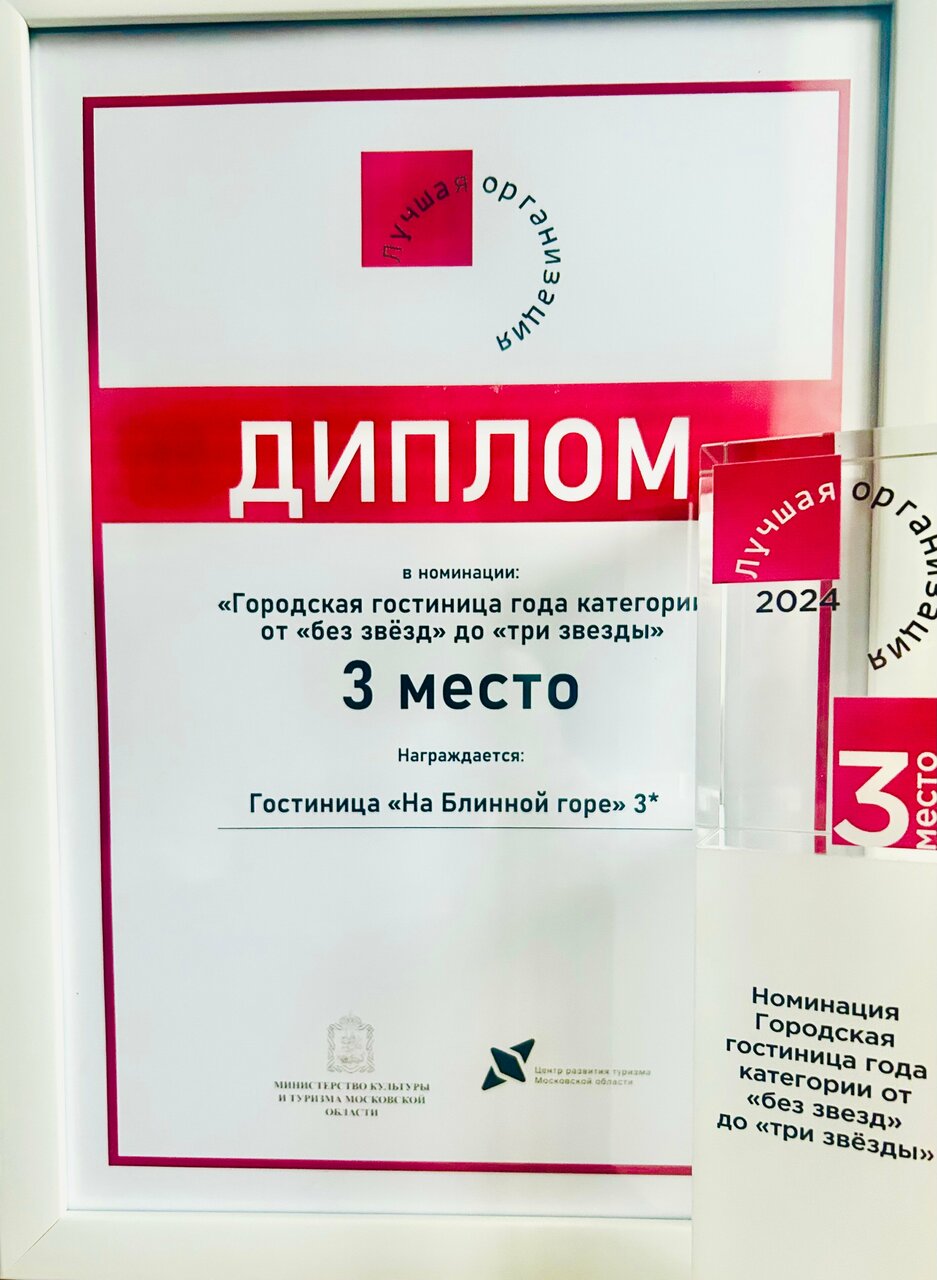 Лучшая организация
ДИПЛОМ
в номинации:
«Городская гостиница года категории
от «без звёзд» до «три звезды»
3 место
Награждается:
Гостиница «На Блинной горе» 3*
МИНИСТЕРСТВО КУЛЬТУРЫ
И ТУРИЗМА МОСКОВСКОЙ
ОБЛАСТИ
Центр развития туризма
Московской области
Лучшая организация
2024
3 место
Номинация
Городская
гостиница года
категории от
«без звезд»
до «три звёзды»